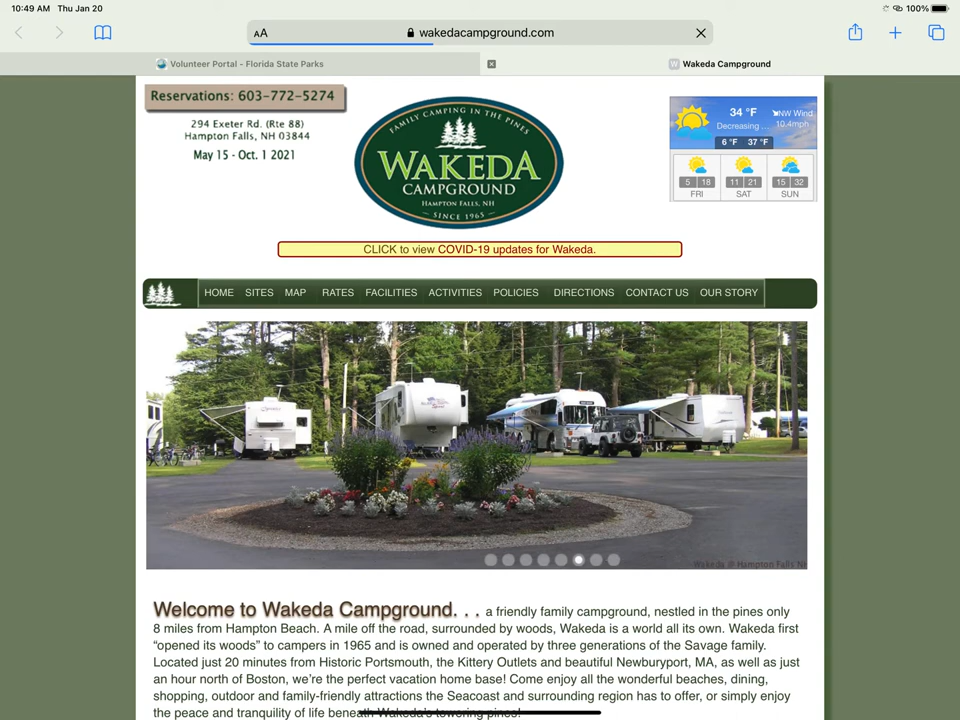 10:49 AM Thu Jan 20
100%
AA
wakedacampground.com
Volunteer Portal - Florida State Parks
W Wakeda Campground
Reservations: 603-772-5274
294 Exeter Rd. (Rte 88)
Hampton Falls, NH 03844
May 15 - Oct. 1 2021
FAMILY CAMPING IN THE PINES
WAKEDA
CAMPGROUND
HAMPTON FALLS, NH
SINCE 1965
34 °F NW Wind
Decreasing ... 10.4mph
6 °F 37 °F
5 18 11 21 15 32
FRI SAT SUN
CLICK to view COVID-19 updates for Wakeda.
HOME SITES MAP RATES FACILITIES ACTIVITIES POLICIES DIRECTIONS CONTACT US OUR STORY
Wakeda @ Hampton Falls NH
Welcome to Wakeda Campground. . . a friendly family campground, nestled in the pines only
8 miles from Hampton Beach. A mile off the road, surrounded by woods, Wakeda is a world all its own. Wakeda first
“opened its woods” to campers in 1965 and is owned and operated by three generations of the Savage family.
Located just 20 minutes from Historic Portsmouth, the Kittery Outlets and beautiful Newburyport, MA, as well as just
an hour north of Boston, we’re the perfect vacation home base! Come enjoy all the wonderful beaches, dining,
shopping, outdoor and family-friendly attractions the Seacoast and surrounding region has to offer, or simply enjoy
the peace and tranquility of life beneath Wakeda's towering pines!